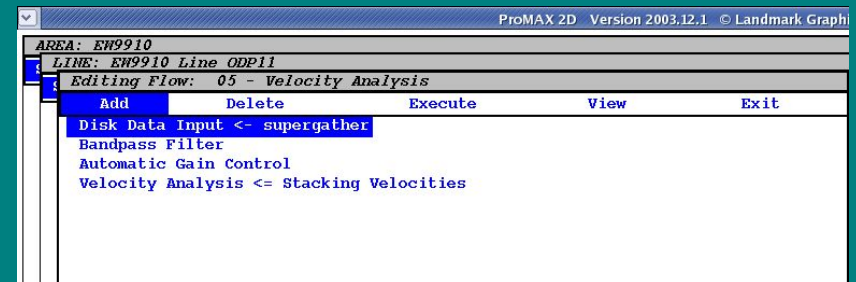 ProMAX 2D Version 2003.12.1 © Landmark Graphi
AREA: EW9910
LINE: EW9910 Line ODP11
Editing Flow: 05 - Velocity Analysis
Add Delete Execute View Exit
Disk Data Input <- supergather
Bandpass Filter
Automatic Gain Control
Velocity Analysis <= Stacking Velocities